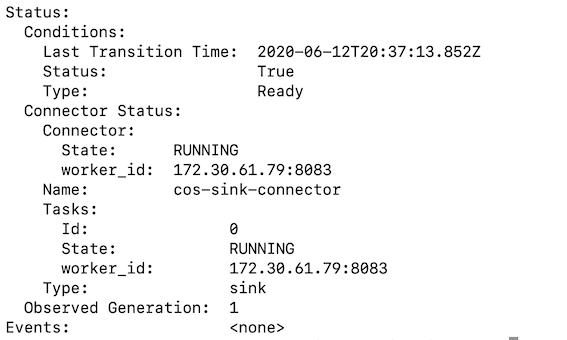 Status:
  Conditions:
    Last Transition Time:  2020-06-12T20:37:13.852Z
    Status:                True
    Type:                  Ready
  Connector Status:
    Connector:
      State:      RUNNING
      worker_id:  172.30.61.79:8083
    Name:         cos-sink-connector
    Tasks:
      Id:               0
      State:            RUNNING
      worker_id:        172.30.61.79:8083
    Type:               sink
  Observed Generation:  1
Events:                 <none>